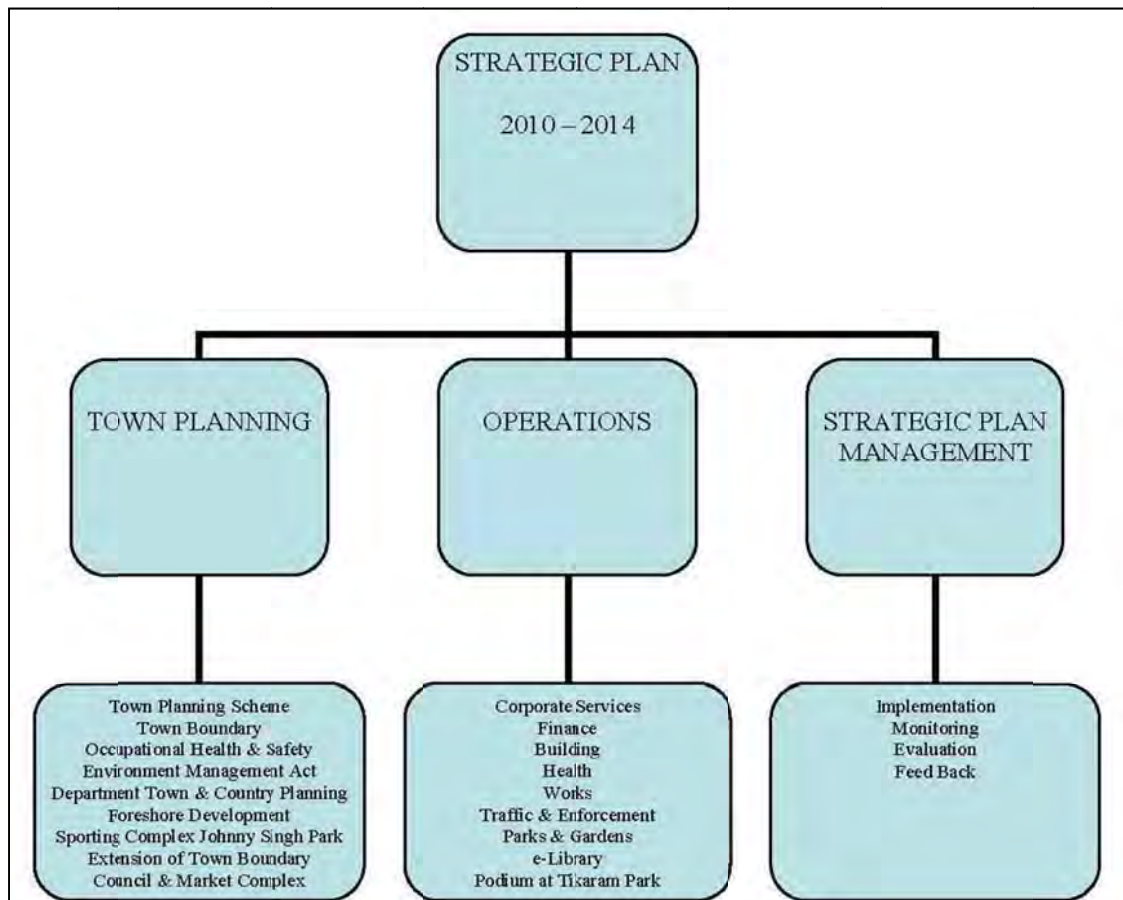 STRATEGIC PLAN
2010 – 2014
TOWN PLANNING
OPERATIONS
STRATEGIC PLAN
MANAGEMENT
Town Planning Scheme
Town Boundary
Occupational Health & Safety
Environment Management Act
Department Town & Country Planning
Foreshore Development
Sporting Complex Johnny Singh Park
Extension of Town Boundary
Council & Market Complex
Corporate Services
Finance
Building
Health
Works
Traffic & Enforcement
Parks & Gardens
e-Library
Podium at Tikaram Park
Implementation
Monitoring
Evaluation
Feed Back